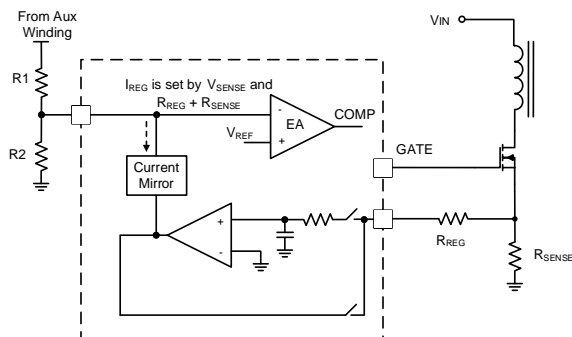 From Aux
Winding
R1
R2
IREG is set by VSENSE and
RREG + RSENSE
VREF
-
+
EA
COMP
Current
Mirror
+
-
GATE
VIN
RREG
RSENSE